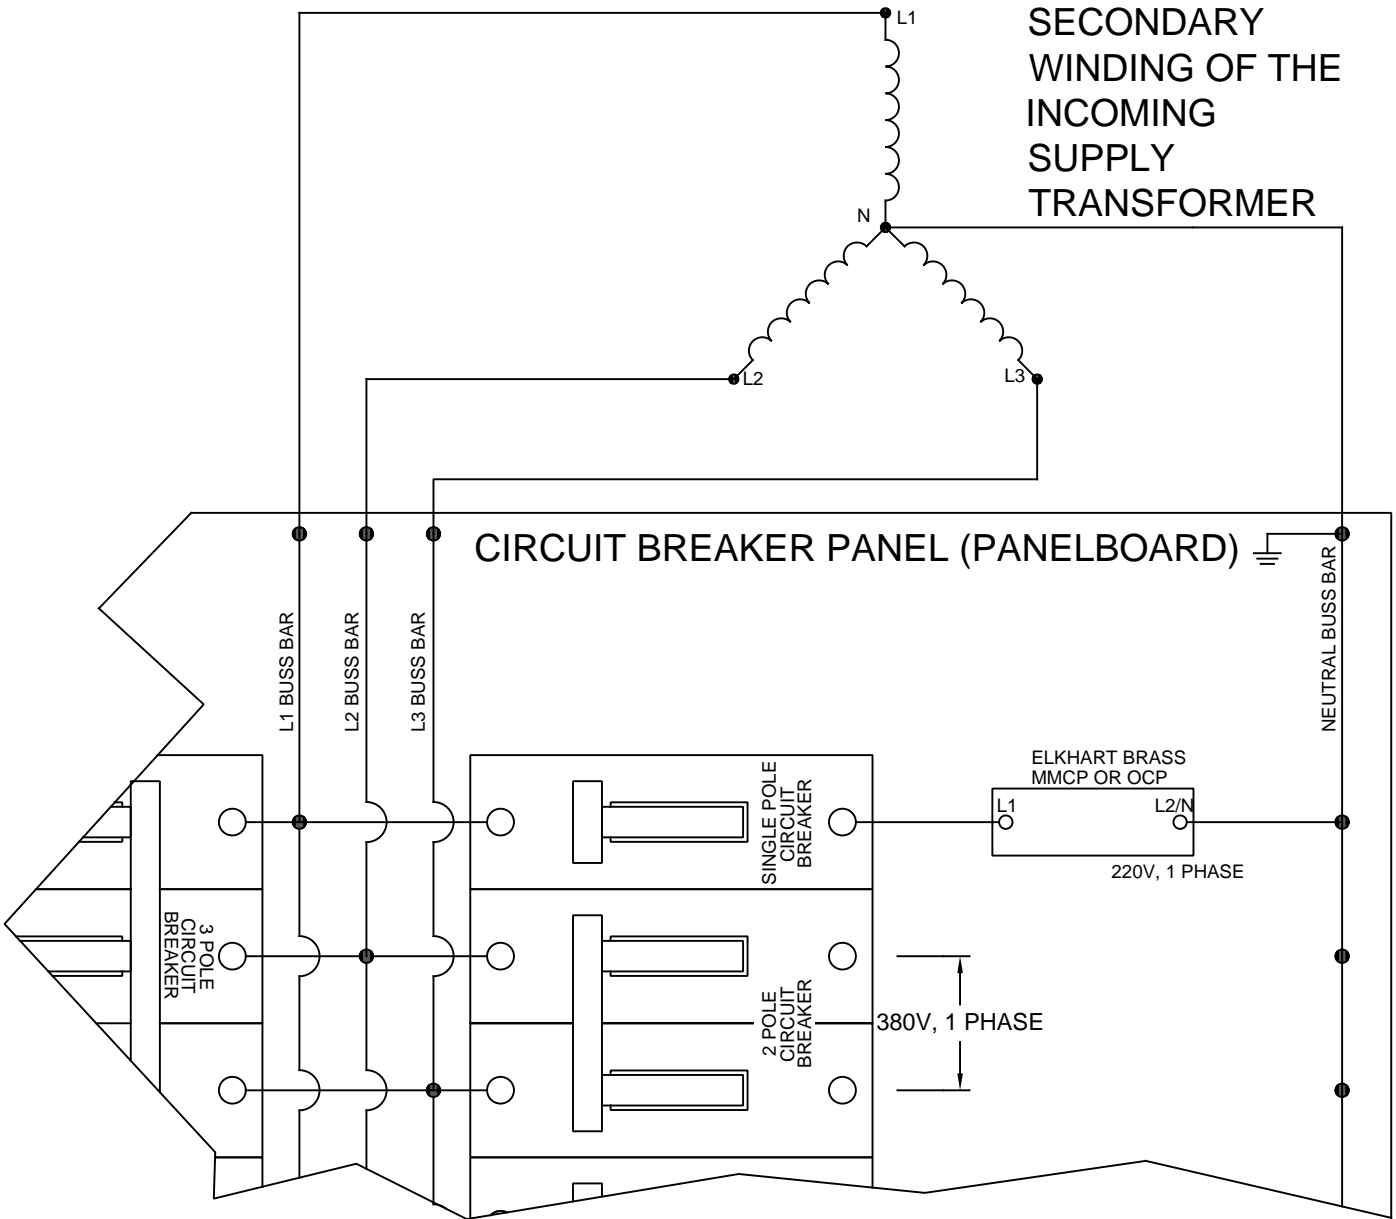 L1
SECONDARY
WINDING OF THE
INCOMING
SUPPLY
TRANSFORMER
N
L2
L3
CIRCUIT BREAKER PANEL (PANELBOARD)
L1 BUSS BAR
L2 BUSS BAR
L3 BUSS BAR
NEUTRAL BUSS BAR
ELKHART BRASS
MMCP OR OCP
L1
L2/N
220V, 1 PHASE
SINGLE POLE
CIRCUIT
BREAKER
3 POLE
CIRCUIT
BREAKER
2 POLE
CIRCUIT
BREAKER
380V, 1 PHASE